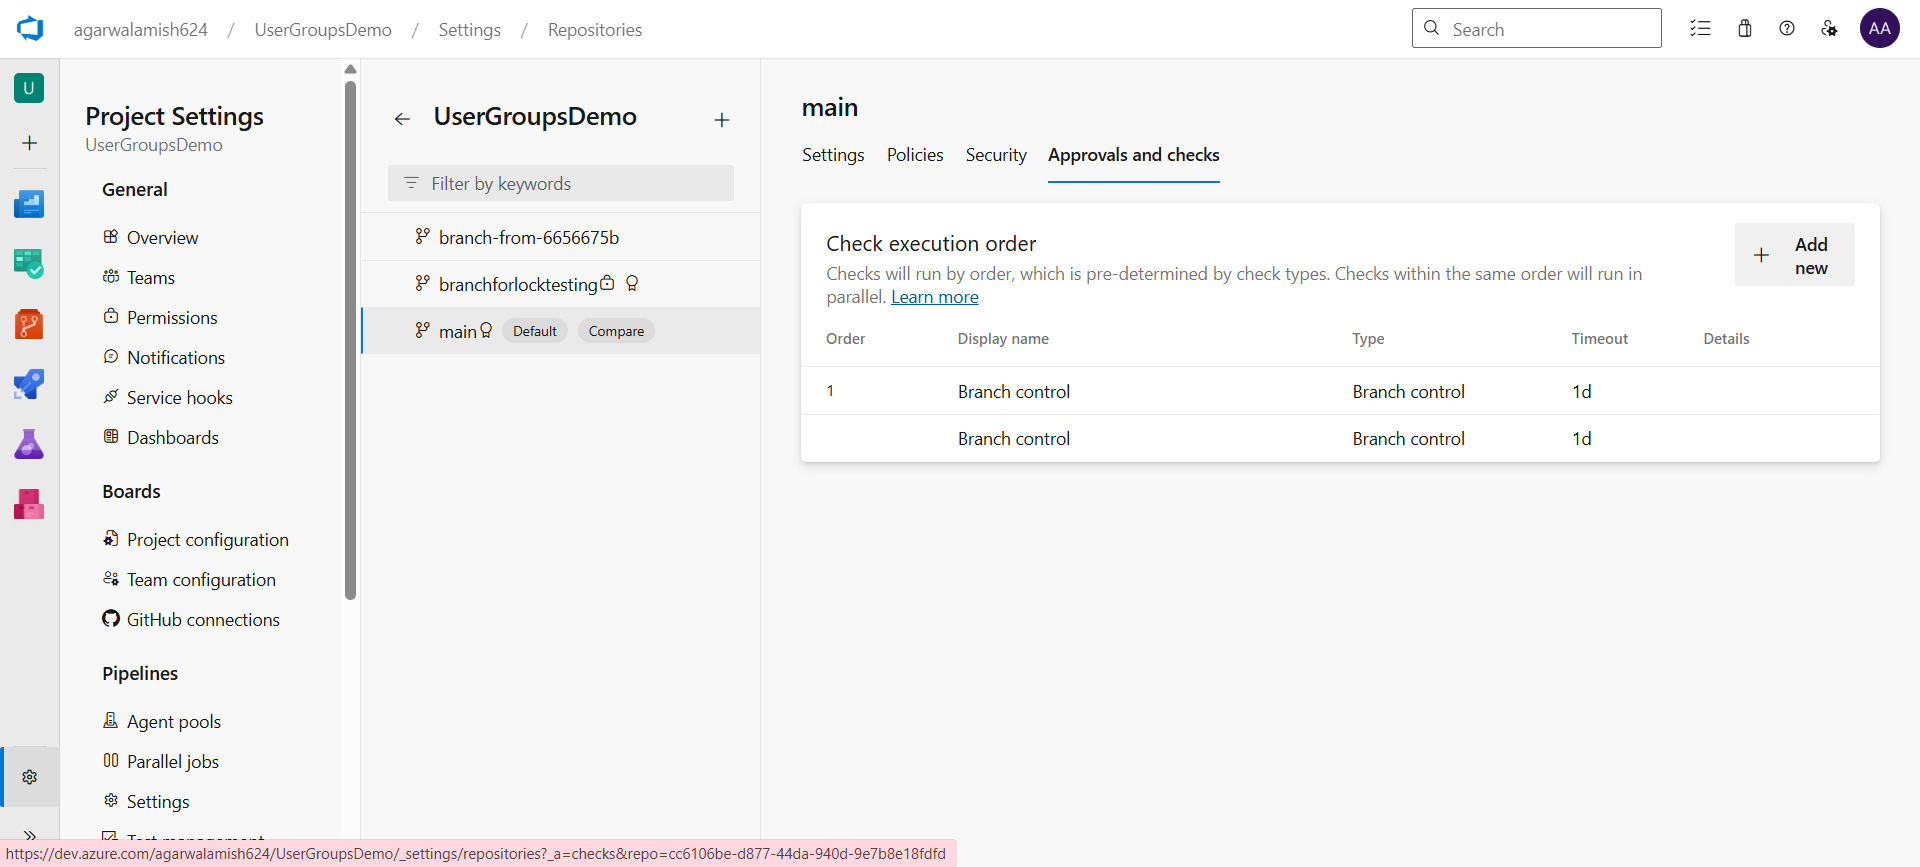 agarwalamish624 / UserGroupsDemo / Settings / Repositories
Search
AA
U
Project Settings
UserGroupsDemo
General
Overview
Teams
Permissions
Notifications
Service hooks
Dashboards
Boards
Project configuration
Team configuration
GitHub connections
Pipelines
Agent pools
Parallel jobs
Settings
Test management
UserGroupsDemo
Filter by keywords
branch-from-6656675b
branchforlocktesting
main Default Compare
main
Settings Policies Security Approvals and checks
Check execution order
Checks will run by order, which is pre-determined by check types. Checks within the same order will run in
parallel. Learn more
Add
new
Order Display name Type Timeout Details
1 Branch control Branch control 1d
Branch control Branch control 1d
https://dev.azure.com/agarwalamish624/UserGroupsDemo/_settings/repositories?_a=checks&repo=cc6106be-d877-44da-940d-9e7b8e18fdfd